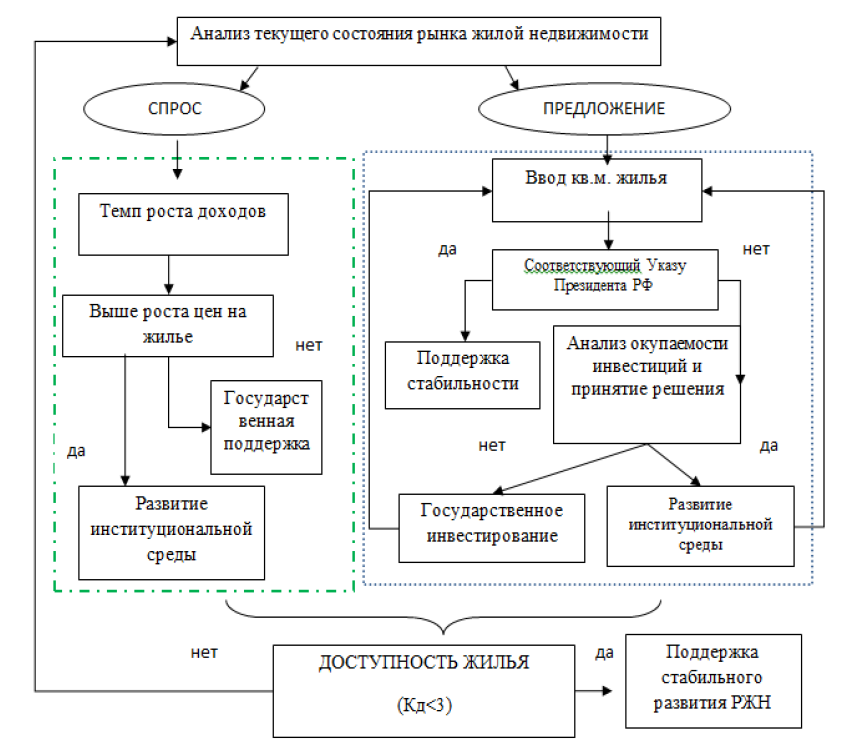 Анализ текущего состояния рынка жилой недвижимости
СПРОС
ПРЕДЛОЖЕНИЕ
Темп роста доходов
Выше роста цен на
жилье
нет
Государст
венная
поддержка
да
Развитие
институциональной
среды
Ввод кв.м. жилья
да
нет
Соответствующий Указу
Президента РФ
Поддержка
стабильности
Анализ окупаемости
инвестиций и
принятие решения
нет
да
Государственное
инвестирование
Развитие
институциональной
среды
нет
ДОСТУПНОСТЬ ЖИЛЬЯ
(Кд<3)
да
Поддержка
стабильного
развития РЖН